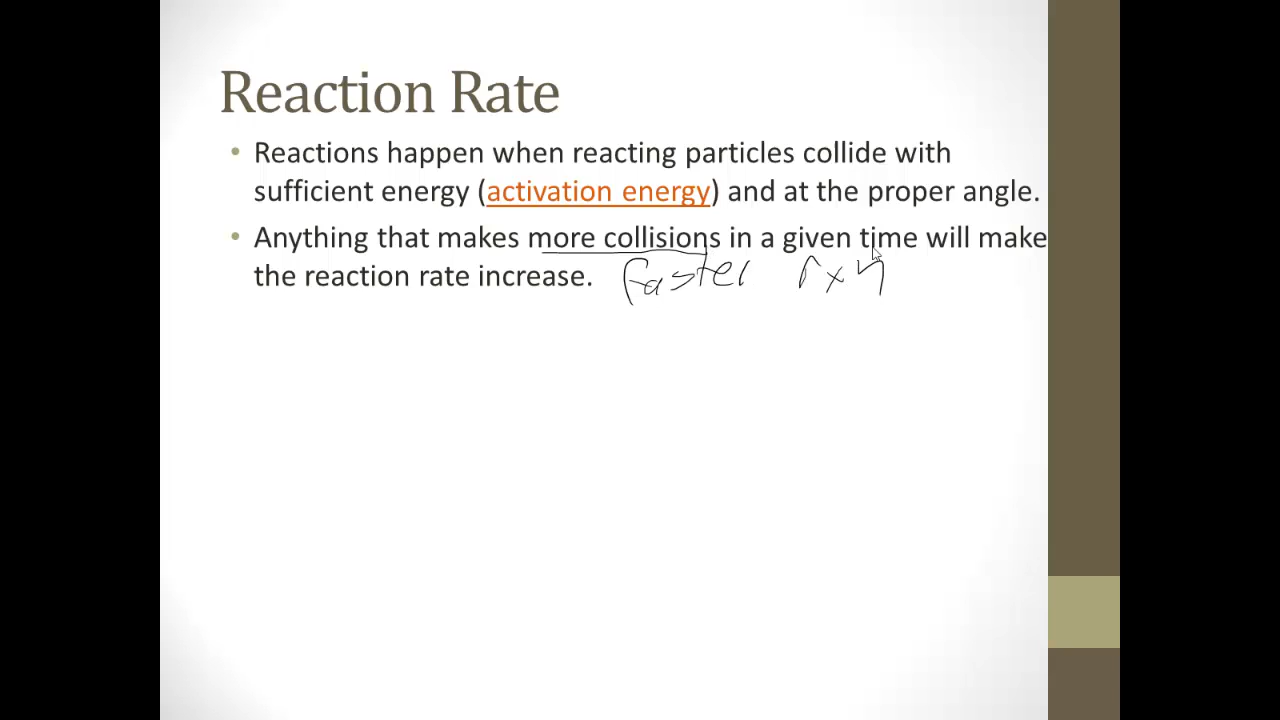 Reaction Rate
• Reactions happen when reacting particles collide with
sufficient energy (activation energy) and at the proper angle.
• Anything that makes more collisions in a given time will make
the reaction rate increase. faster rxn